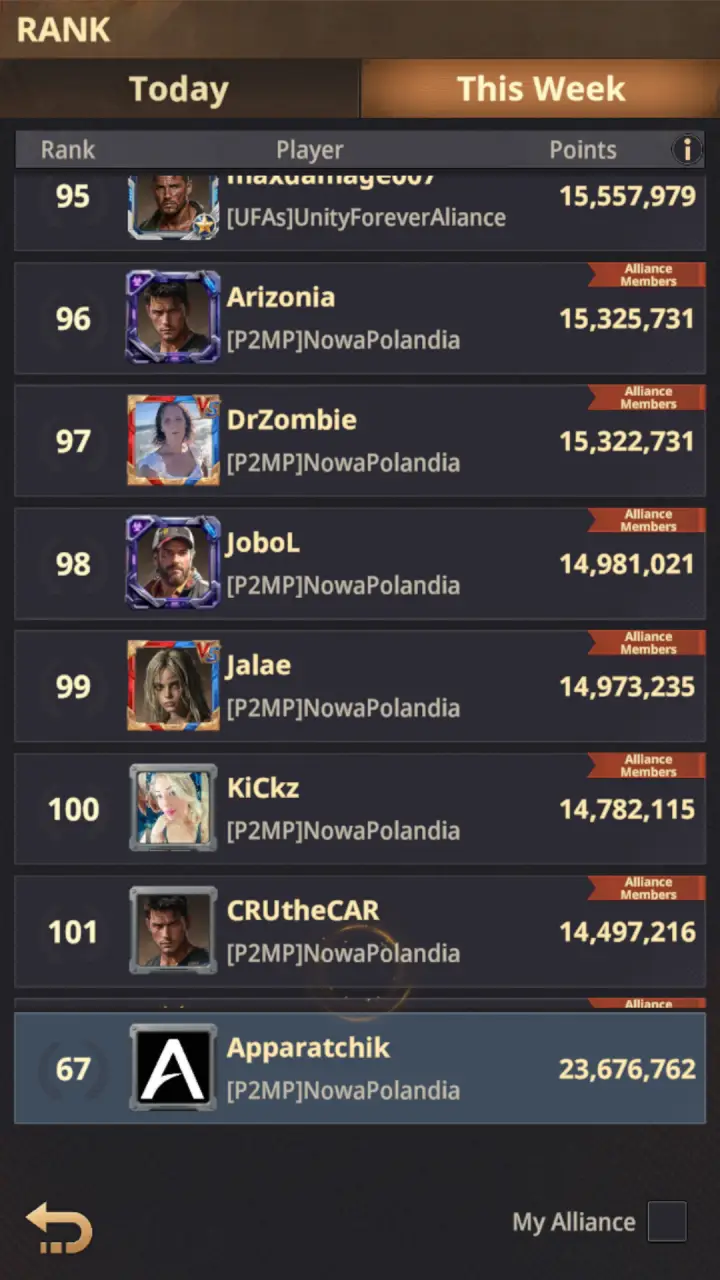 RANK
Today
This Week
Rank
Player
Points
i
95
maxdamage007
15,557,979
[UFAs]UnityForeverAliance
Alliance
Members
96
Arizonia
15,325,731
[P2MP]NowaPolandia
Alliance
Members
97
DrZombie
15,322,731
[P2MP]NowaPolandia
Alliance
Members
98
JoboL
14,981,021
[P2MP]NowaPolandia
Alliance
Members
99
Jalae
14,973,235
[P2MP]NowaPolandia
Alliance
Members
100
KiCkz
14,782,115
[P2MP]NowaPolandia
Alliance
Members
101
CRUtheCAR
14,497,216
[P2MP]NowaPolandia
Alliance
67
Apparatchik
23,676,762
[P2MP]NowaPolandia
My Alliance